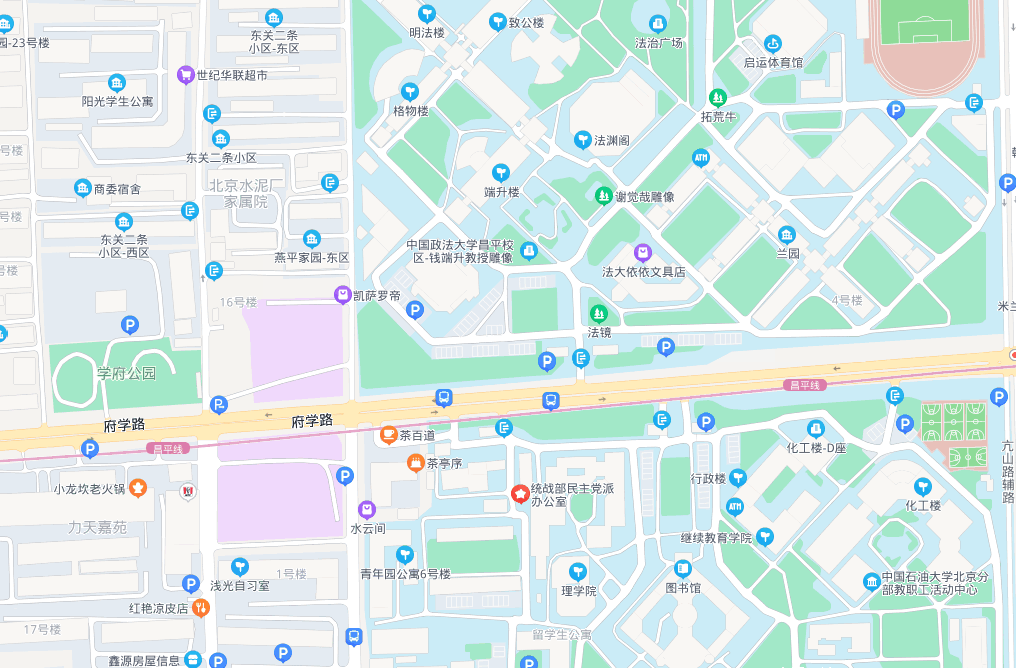 明法楼
致公楼
东关二条
小区-东区
法治广场
启运体育馆
园-23号楼
世纪华联超市
阳光学生公寓
格物楼
拓荒牛
P
法渊阁
号楼
东关二条小区
ATM
端升楼
商委宿舍
北京水泥厂
家属院
谢觉哉雕像
P
号楼
东关二条
小区-西区
燕平家园-东区
中国政法大学昌平校
区-钱端升教授雕像
兰园
法大依依文具店
号楼
16号楼
凯萨罗帝
4号楼
米兰
P
P
法镜
P
P
学府公园
昌平线
P
P
府学路
府学路
P
P
茶百道
化工楼-D座
昌平线
P
茶亭序
行政楼
亢山路辅路
小龙坎老火锅
P
统战部民主党派
办公室
化工楼
水云间
ATM
力天嘉苑
继续教育学院
浅光自习室
1号楼
青年园公寓6号楼
理学院
图书馆
中国石油大学北京分
部教职工活动中心
P
红艳凉皮店
17号楼
留学生公寓
鑫源房屋信息
P
P
P